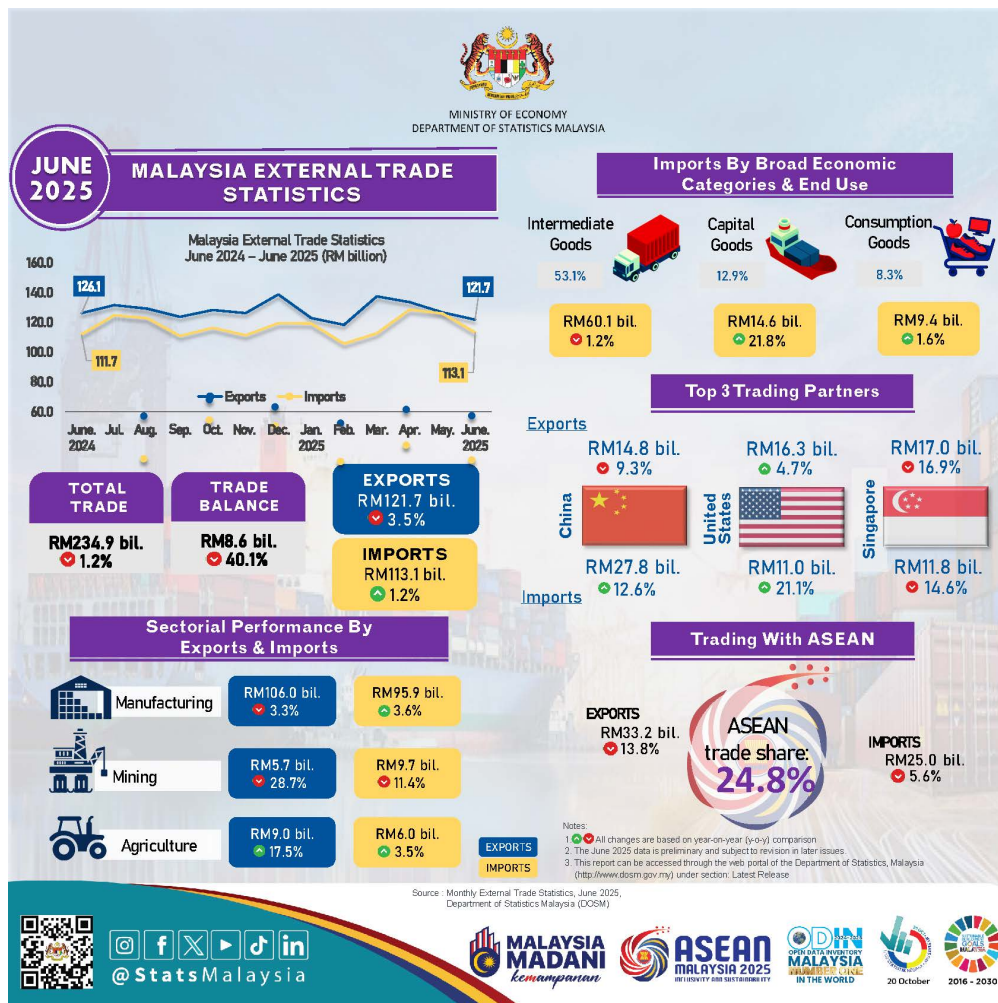 MINISTRY OF ECONOMY
DEPARTMENT OF STATISTICS MALAYSIA
JUNE
2025
MALAYSIA EXTERNAL TRADE
STATISTICS
Malaysia External Trade Statistics
June 2024 – June 2025 (RM billion)
160.0
140.0
120.0
100.0
80.0
60.0
126.1
121.7
111.7
113.1
Exports Imports
June. Jul. Aug. Sep. Oct. Nov. Dec. Jan. Feb. Mar. Apr. May. June.
2024 2025 2025
TOTAL
TRADE
RM234.9 bil.
1.2%
TRADE
BALANCE
RM8.6 bil.
40.1%
EXPORTS
RM121.7 bil.
3.5%
IMPORTS
RM113.1 bil.
1.2%
Sectorial Performance By
Exports & Imports
Manufacturing
RM106.0 bil.
3.3%
RM95.9 bil.
3.6%
Mining
RM5.7 bil.
28.7%
RM9.7 bil.
11.4%
Agriculture
RM9.0 bil.
17.5%
RM6.0 bil.
3.5%
EXPORTS
IMPORTS
Imports By Broad Economic
Categories & End Use
Intermediate
Goods
53.1%
RM60.1 bil.
1.2%
Capital
Goods
12.9%
RM14.6 bil.
21.8%
Consumption
Goods
8.3%
RM9.4 bil.
1.6%
Top 3 Trading Partners
Exports
RM14.8 bil.
9.3%
RM16.3 bil.
4.7%
RM17.0 bil.
16.9%
China
United
States
Singapore
Imports
RM27.8 bil.
12.6%
RM11.0 bil.
21.1%
RM11.8 bil.
14.6%
Trading With ASEAN
EXPORTS
RM33.2 bil.
13.8%
ASEAN
trade share:
24.8%
IMPORTS
RM25.0 bil.
5.6%
Notes:
1. All changes are based on year-on-year (y-o-y) comparison
2. The June 2025 data is preliminary and subject to revision in later issues.
3. This report can be accessed through the web portal of the Department of Statistics, Malaysia
(http://www.dosm.gov.my) under section: Latest Release
Source : Monthly External Trade Statistics, June 2025,
Department of Statistics Malaysia (DOSM)
@StatsMalaysia
MALAYSIA
MADANI
kemampanan
ASEAN
MALAYSIA 2025
INCLUSIVITY AND SUSTAINABILITY
ODIN
OPEN DATA INVENTORY
MALAYSIA
NUMBER ONE
IN THE WORLD
20 October
2016 - 2030